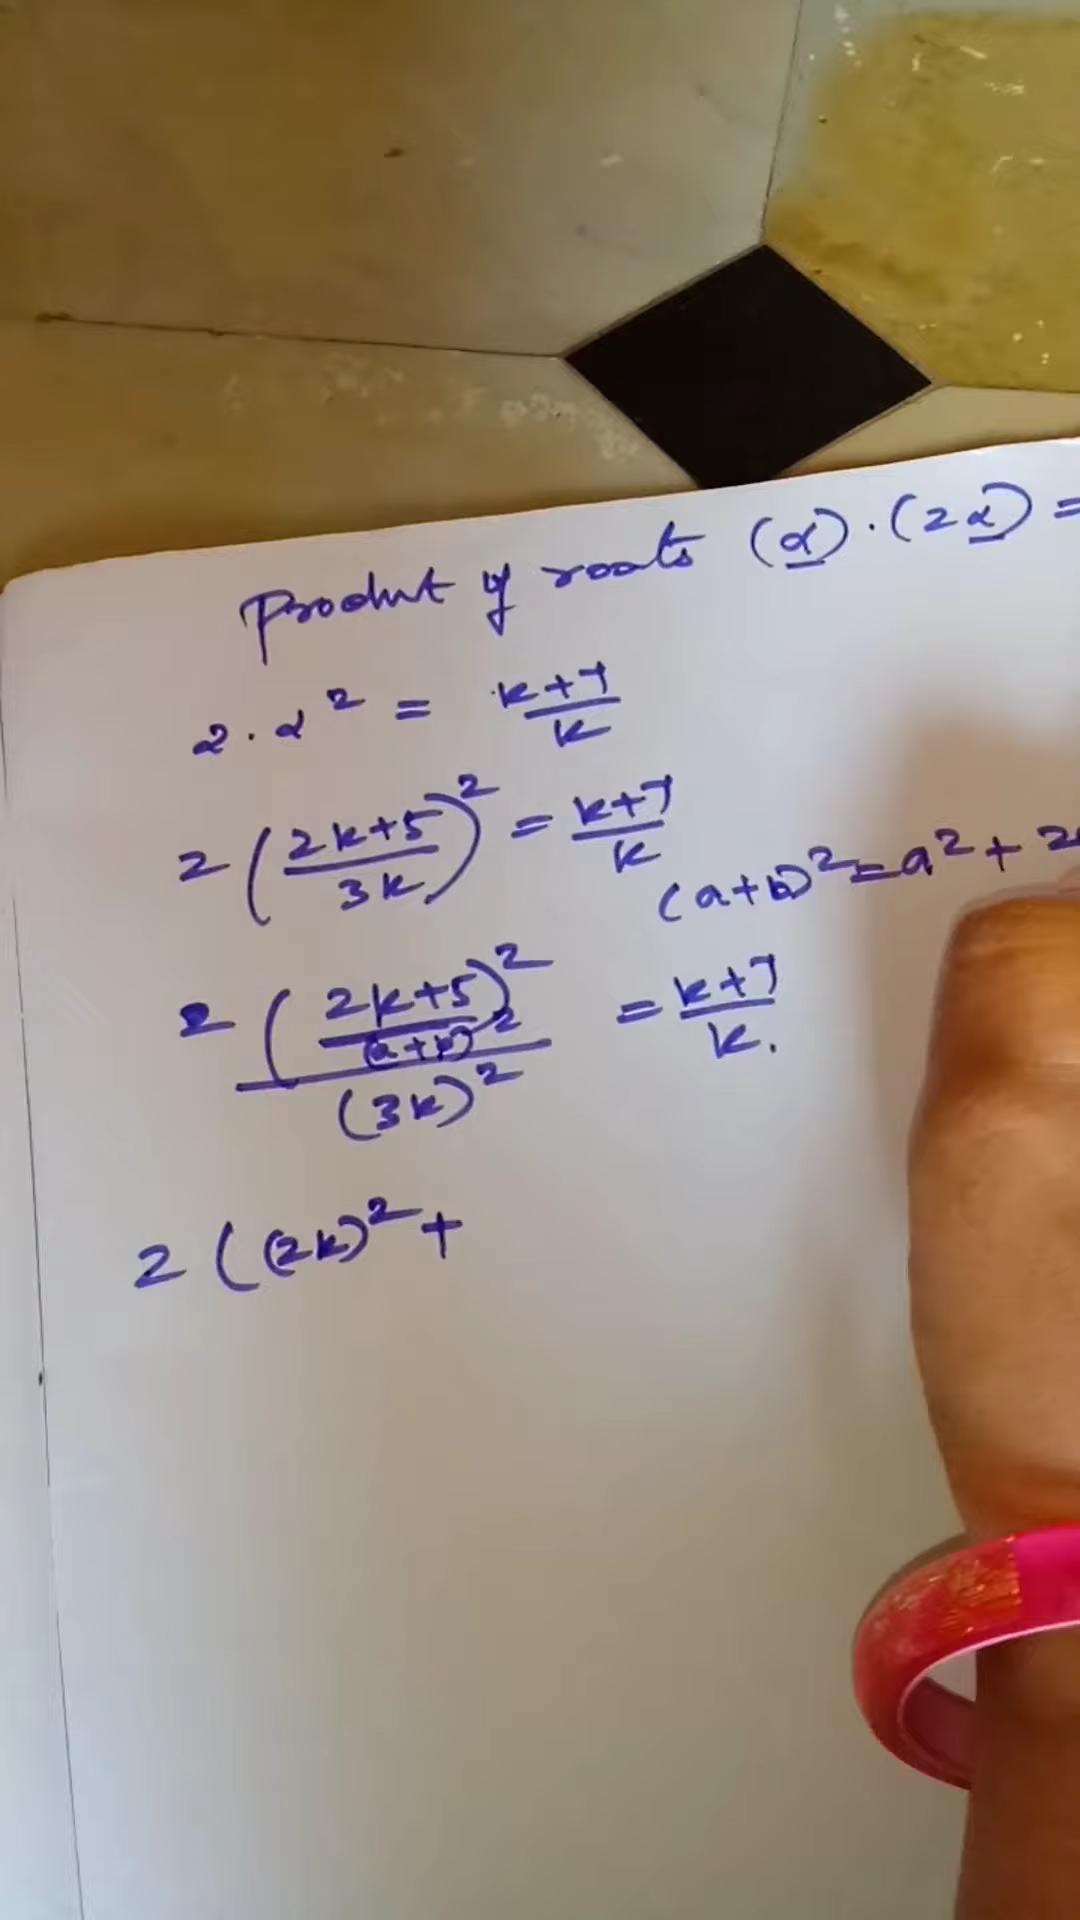 Product of roots (α).(2α) =
2.α² = k+7/k
2(2k+5/3k)² = k+7/k
(a+b)²=a²+2
2(2k+5)²/(3k)² = k+7/k.
(a+b)²
2((2k)²+